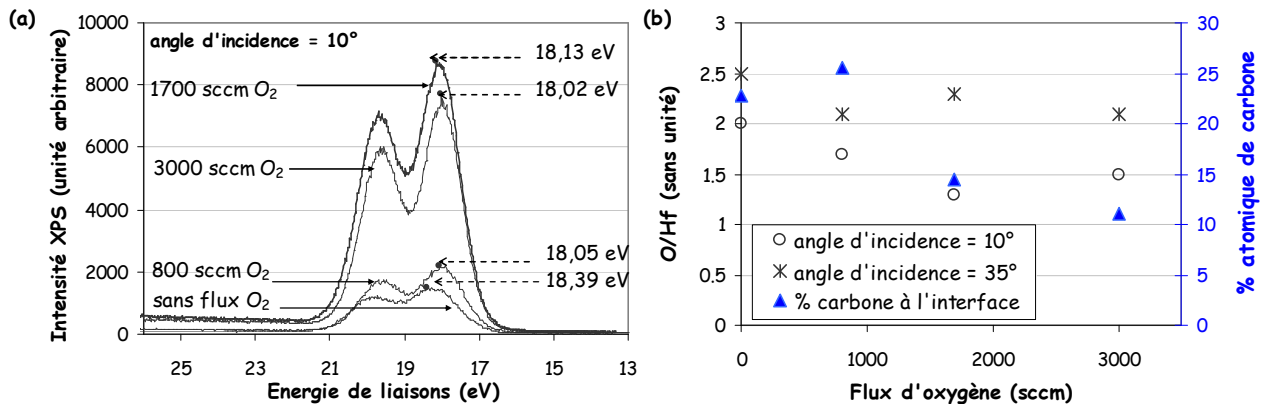 (a)
10000
8000
6000
4000
2000
0
Intensité XPS (unité arbitraire)
angle d'incidence = 10°
18,13 eV
1700 sccm O2
18,02 eV
3000 sccm O2
18,05 eV
800 sccm O2
18,39 eV
sans flux O2
25 23 21 19 17 15 13
Energie de liaisons (eV)
(b)
3
2.5
2
1.5
1
0.5
0
O/Hf (sans unité)
30
25
20
15
10
5
0
% atomique de carbone
angle d'incidence = 10°
angle d'incidence = 35°
% carbone à l'interface
0 1000 2000 3000
Flux d'oxygène (sccm)